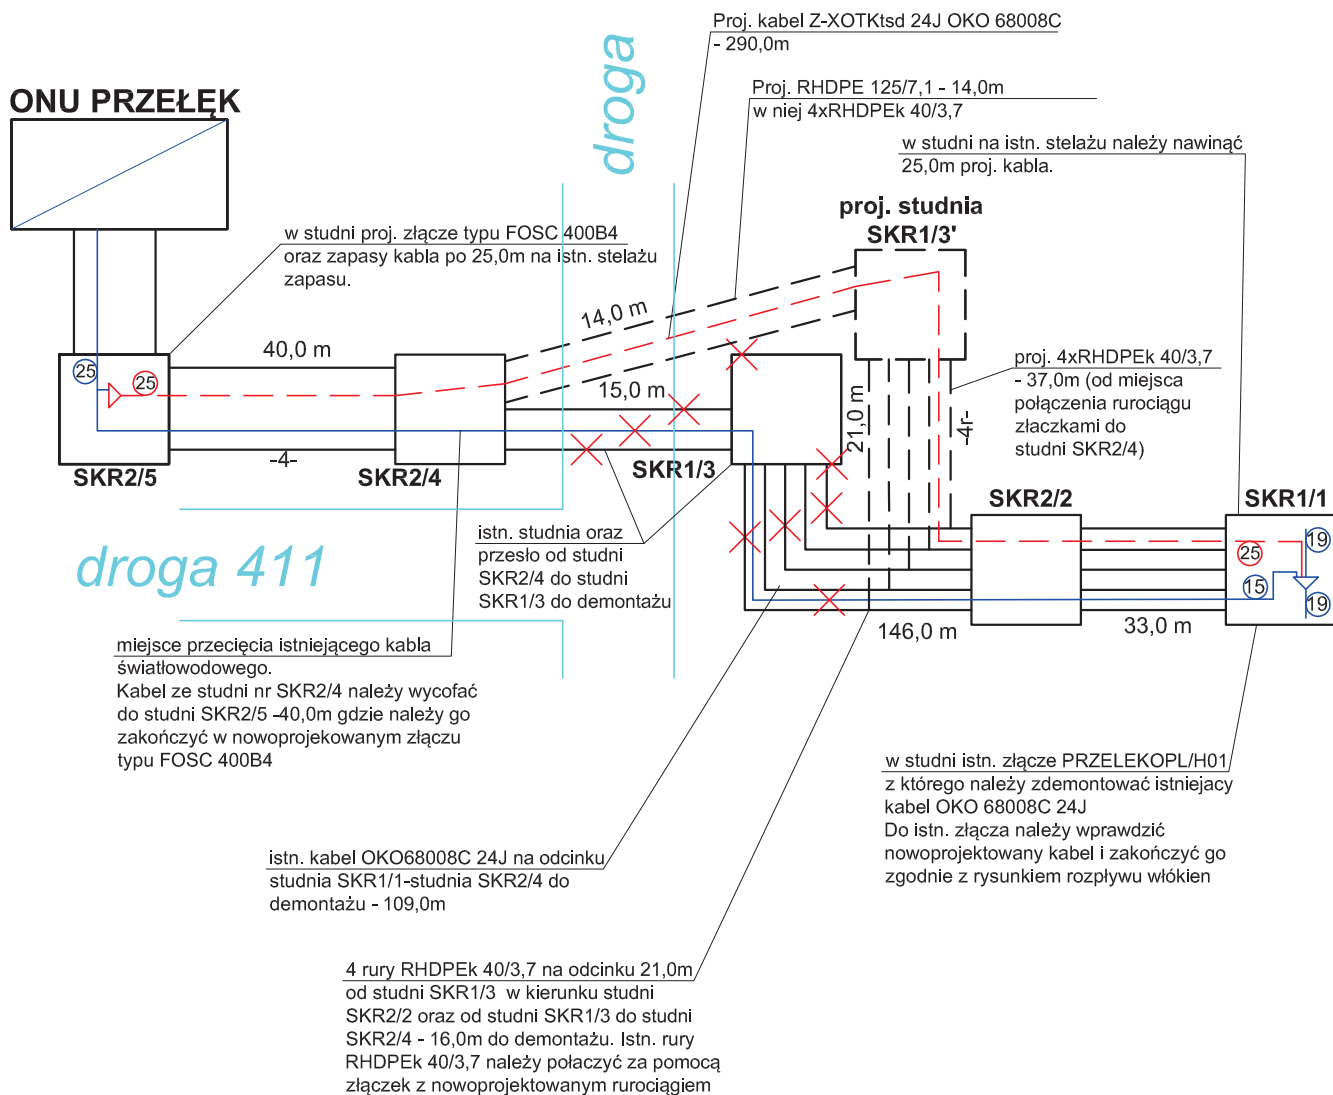 Proj. kabel Z-XOTKtsd 24J OKO 68008C
- 290,0m
droga
Proj. RHDPE 125/7,1 - 14,0m
w niej 4xRHDPEk 40/3,7
ONU PRZEŁĘK
w studni na istn. stelażu należy nawinąć
25,0m proj. kabla.
proj. studnia
SKR1/3'
w studni proj. złącze typu FOSC 400B4
oraz zapasy kabla po 25,0m na istn. stelażu
zapasu.
14,0 m
40,0 m
25
25
15,0 m
21,0 m
-4r-
proj. 4xRHDPEk 40/3,7
- 37,0m (od miejsca
połączenia rurociągu
złaczkami do
studni SKR2/4)
-4-
SKR2/5
SKR2/4
SKR1/3
SKR2/2
SKR1/1
droga 411
istn. studnia oraz
przesło od studni
SKR2/4 do studni
SKR1/3 do demontażu
25
19
15
19
146,0 m
33,0 m
miejsce przecięcia istniejącego kabla
światłowodowego.
Kabel ze studni nr SKR2/4 należy wycofać
do studni SKR2/5 -40,0m gdzie należy go
zakończyć w nowoprojekowanym złączu
typu FOSC 400B4
w studni istn. złącze PRZELEKOPL/H01
z którego należy zdemontować istniejacy
kabel OKO 68008C 24J
Do istn. złącza należy wprawdzić
nowoprojektowany kabel i zakończyć go
zgodnie z rysunkiem rozpływu włókien
istn. kabel OKO68008C 24J na odcinku
studnia SKR1/1-studnia SKR2/4 do
demontażu - 109,0m
4 rury RHDPEk 40/3,7 na odcinku 21,0m
od studni SKR1/3 w kierunku studni
SKR2/2 oraz od studni SKR1/3 do studni
SKR2/4 - 16,0m do demontażu. Istn. rury
RHDPEk 40/3,7 należy połaczyć za pomocą
złączek z nowoprojektowanym rurociągiem